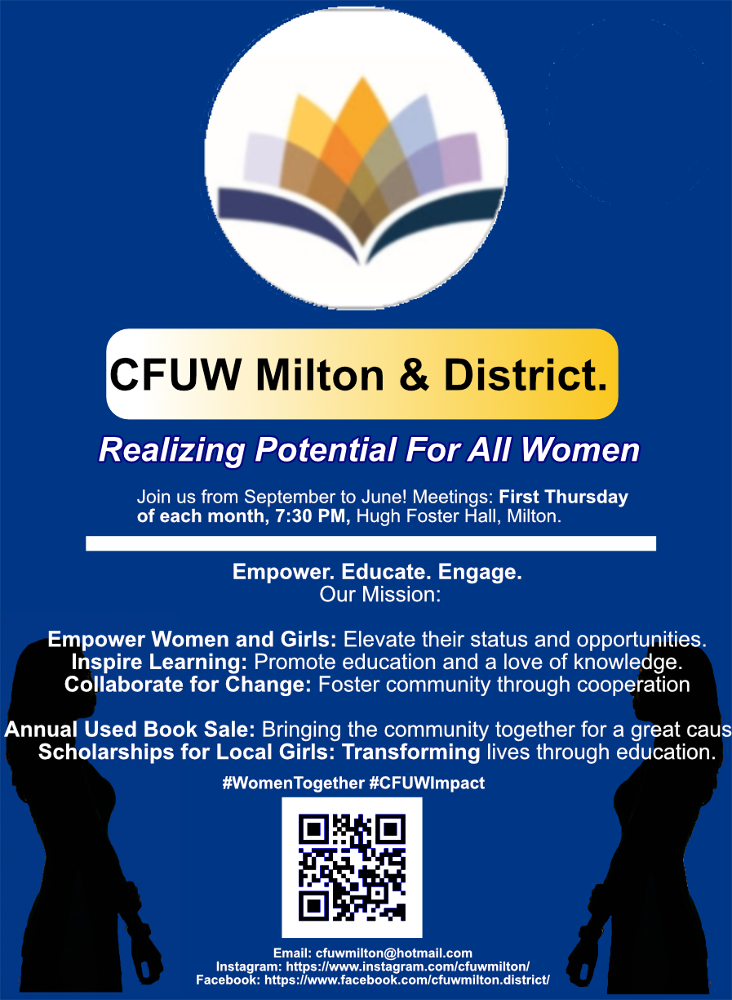 CFUW Milton & District.
Realizing Potential For All Women
Join us from September to June! Meetings: First Thursday
of each month, 7:30 PM, Hugh Foster Hall, Milton.
Empower. Educate. Engage.
Our Mission:
Empower Women and Girls: Elevate their status and opportunities.
Inspire Learning: Promote education and a love of knowledge.
Collaborate for Change: Foster community through cooperation
Annual Used Book Sale: Bringing the community together for a great caus
Scholarships for Local Girls: Transforming lives through education.
#WomenTogether #CFUWImpact
Email: cfuwmilton@hotmail.com
Instagram: https://www.instagram.com/cfuwmilton/
Facebook: https://www.facebook.com/cfuwmilton.district/